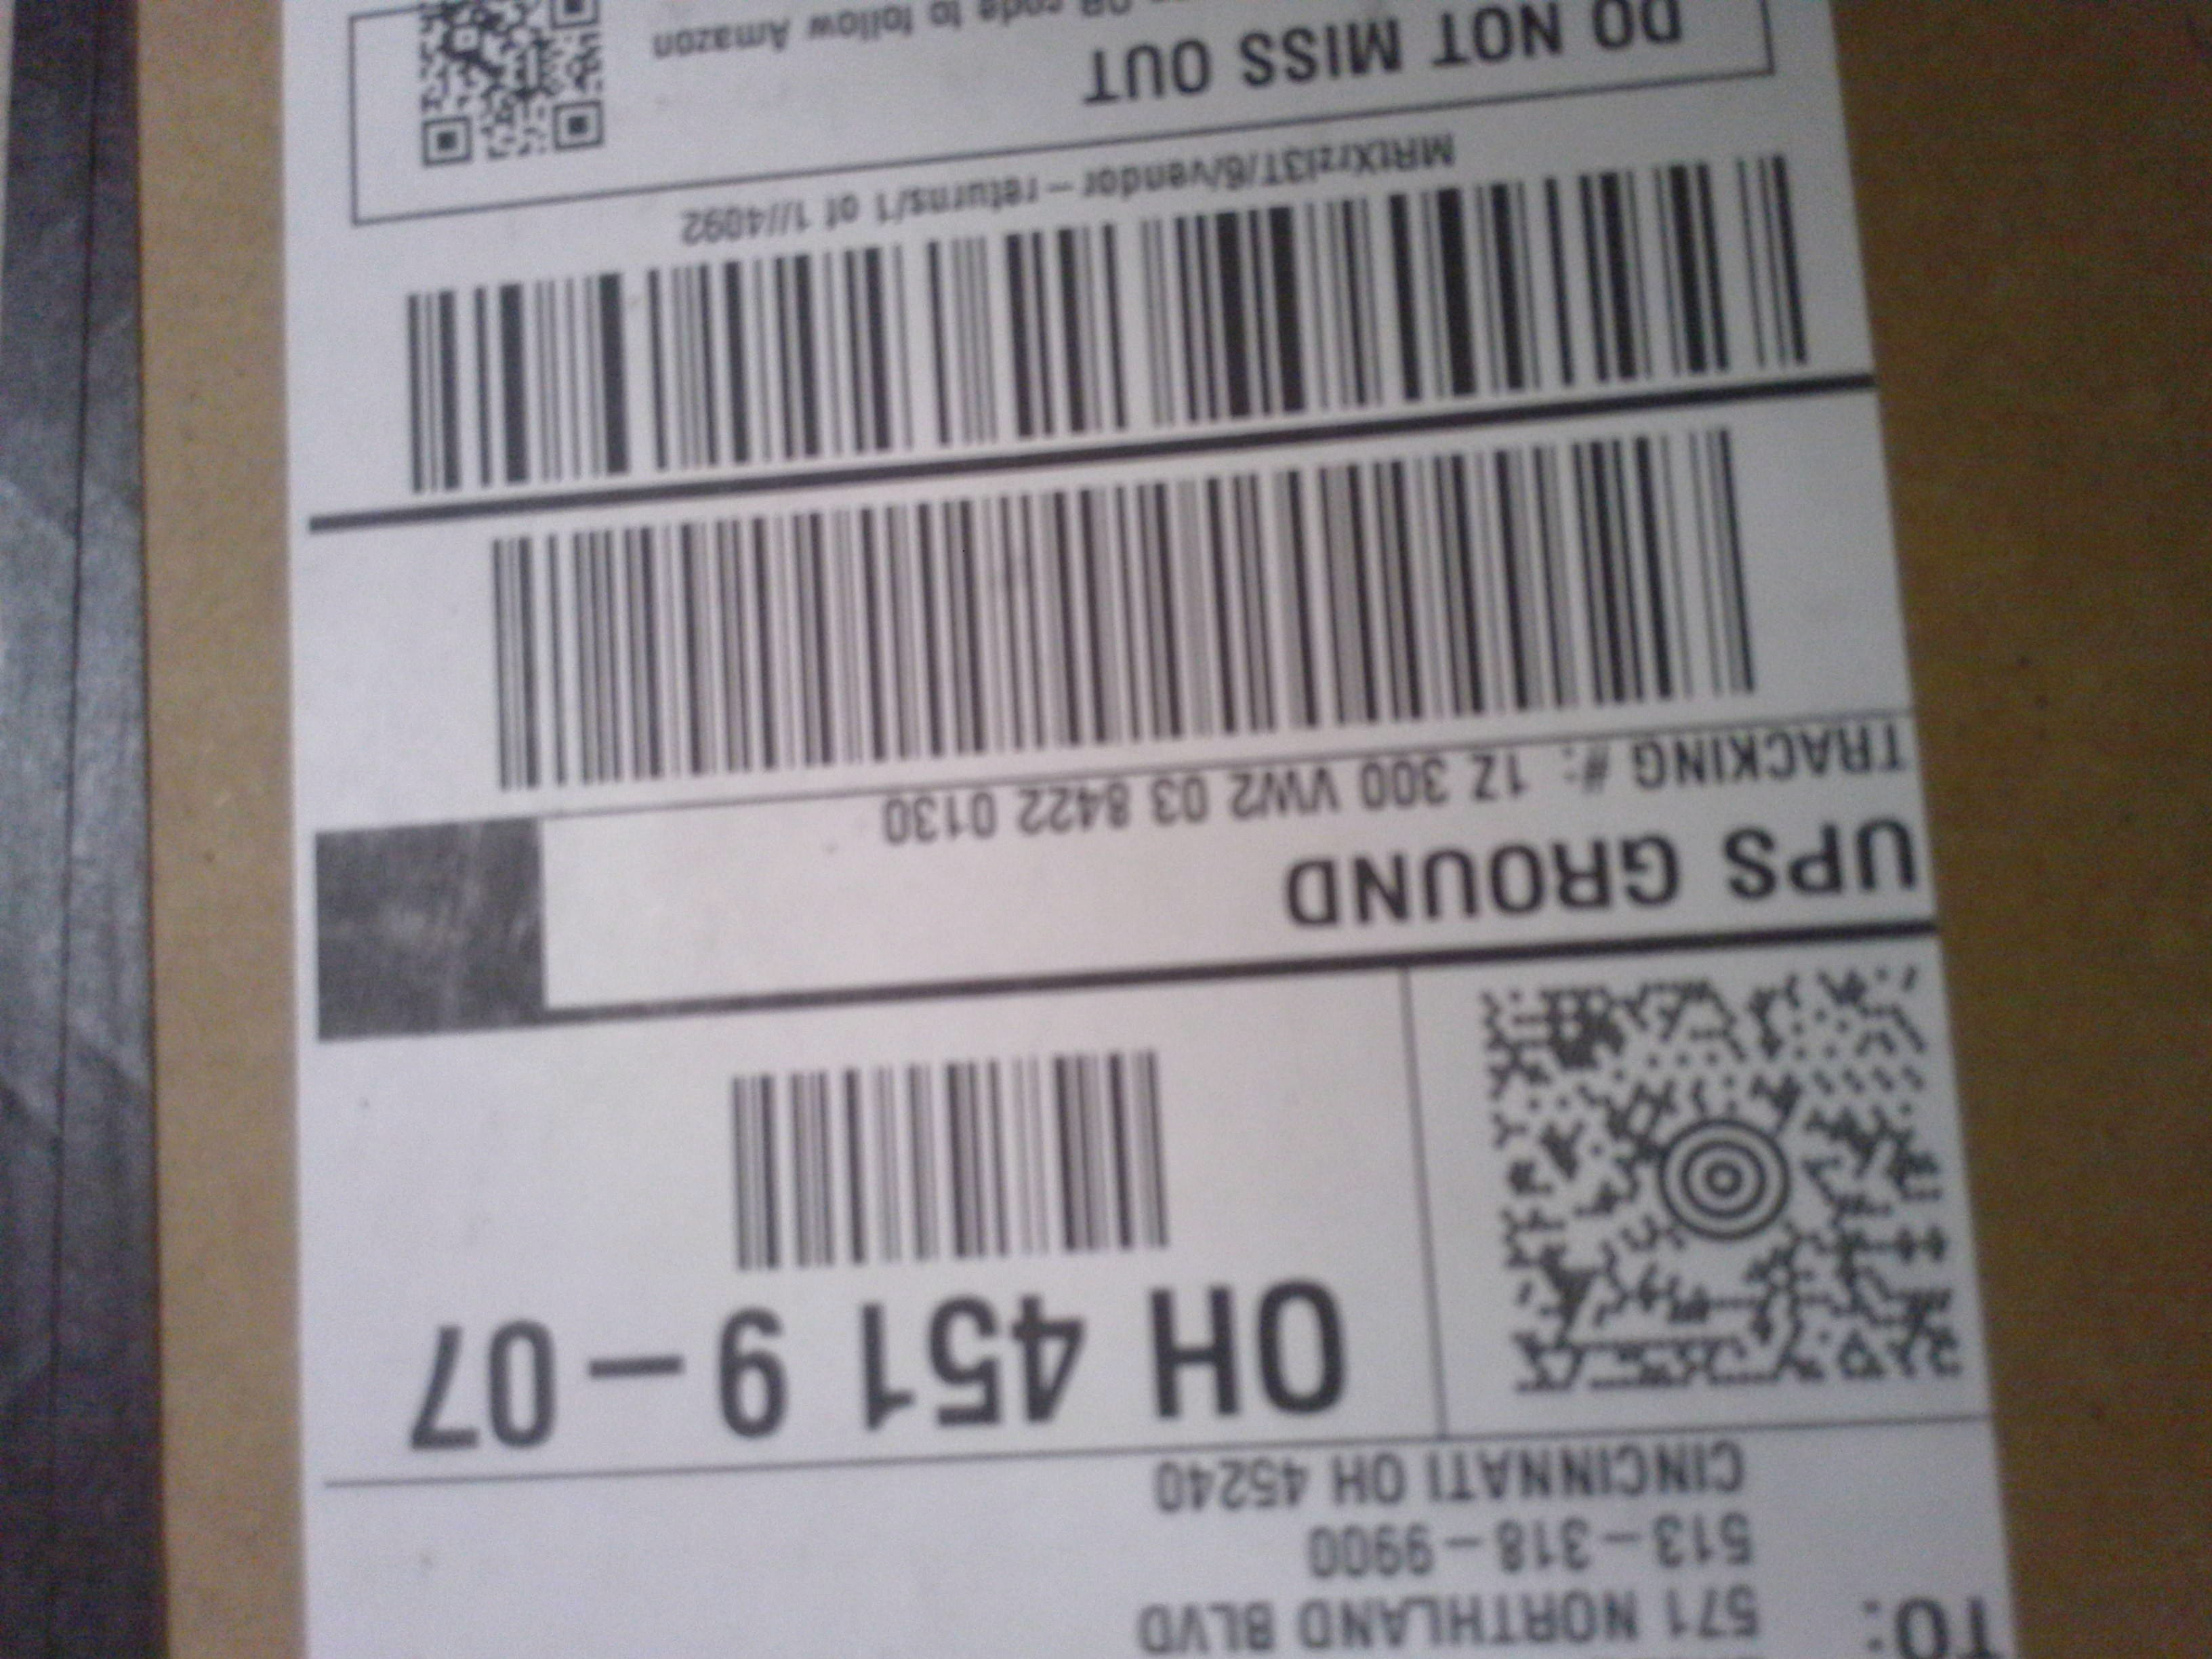 TO:
571 NORTHLAND BLVD
513-318-9900
CINCINNATI OH 45240
OH 451 9-07
UPS GROUND
TRACKING #: 1Z 300 VW2 03 8422 0130
MRtXrzl3T/6/vendor-returns/1 of 1///4092
DO NOT MISS OUT
QR code to follow Amazon